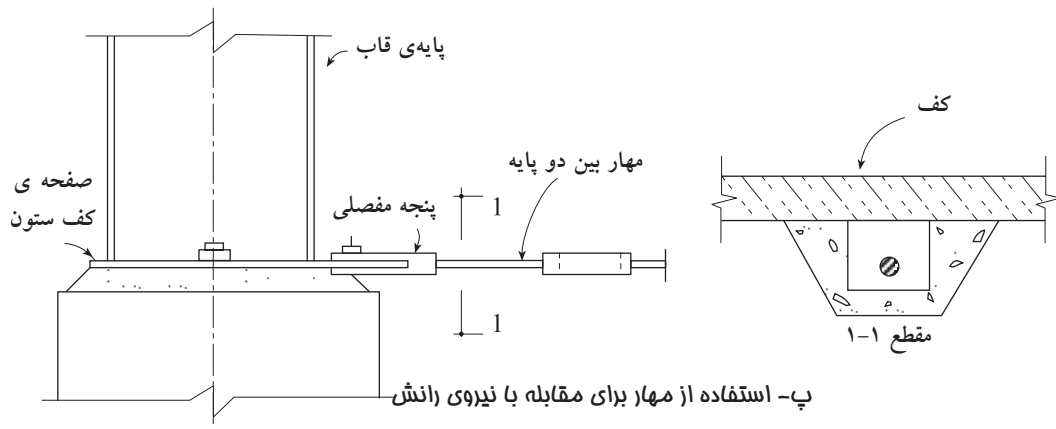 پایه‌ی قاب
کف
مهار بین دو پایه
صفحه ی
کف ستون
پنجه مفصلی
1
1
مقطع ۱-۱
پ- استفاده از مهار برای مقابله با نیروی رانش